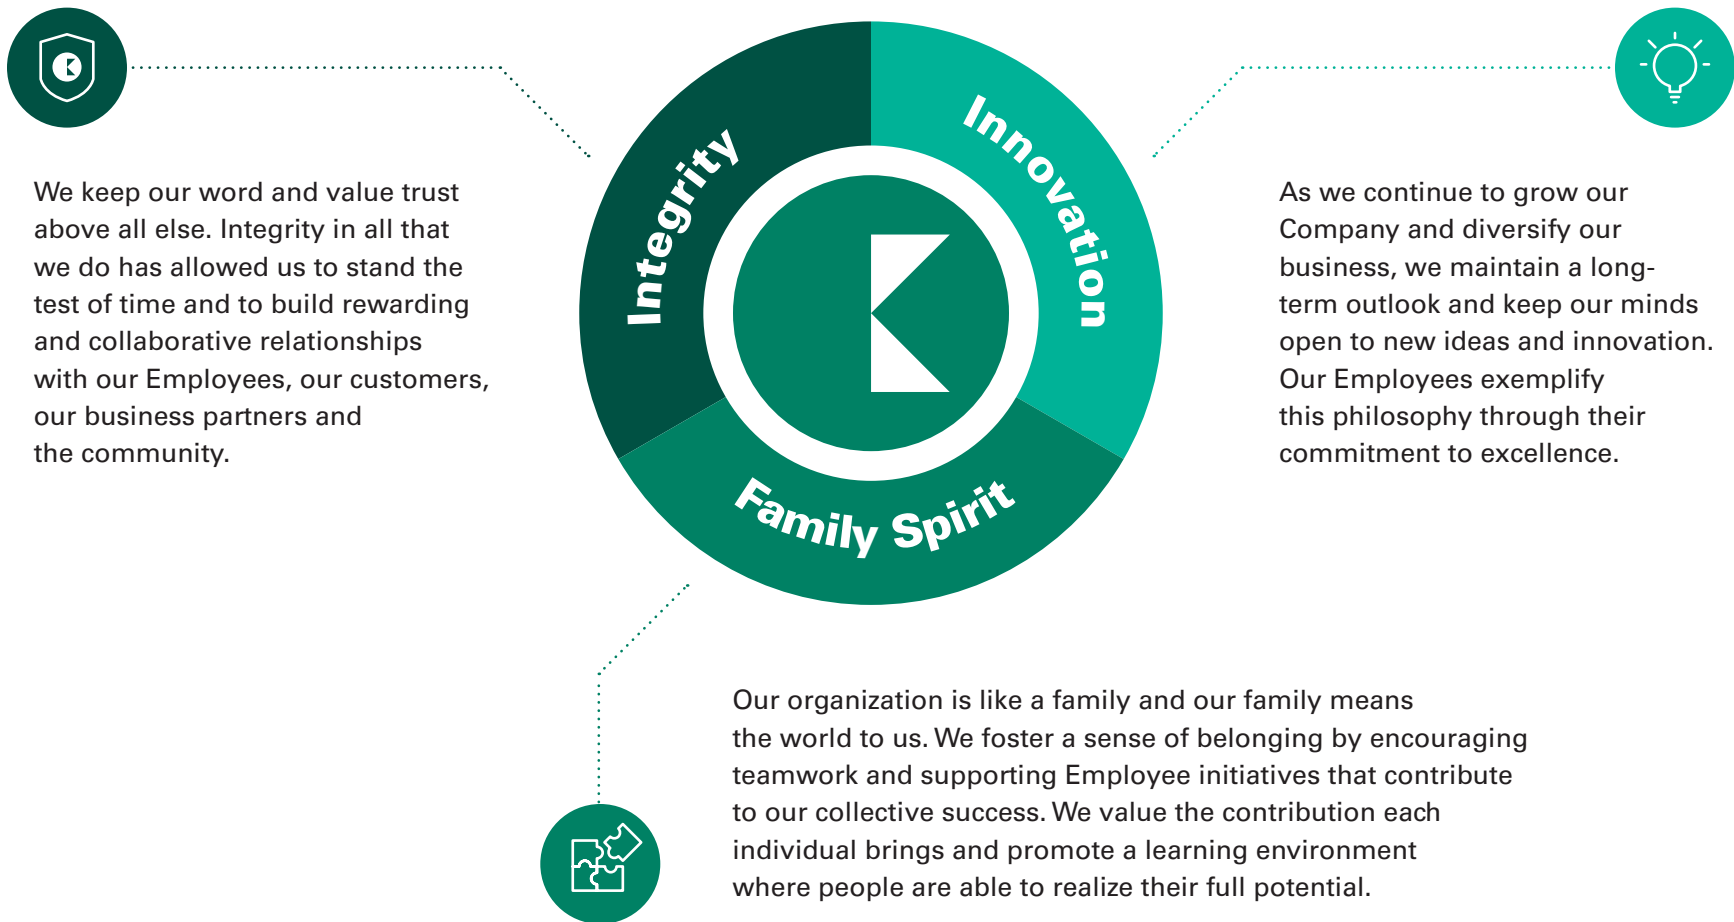 Integrity
Innovation
Family Spirit
We keep our word and value trust
above all else. Integrity in all that
we do has allowed us to stand the
test of time and to build rewarding
and collaborative relationships
with our Employees, our customers,
our business partners and
the community.
As we continue to grow our
Company and diversify our
business, we maintain a long-
term outlook and keep our minds
open to new ideas and innovation.
Our Employees exemplify
this philosophy through their
commitment to excellence.
Our organization is like a family and our family means
the world to us. We foster a sense of belonging by encouraging
teamwork and supporting Employee initiatives that contribute
to our collective success. We value the contribution each
individual brings and promote a learning environment
where people are able to realize their full potential.